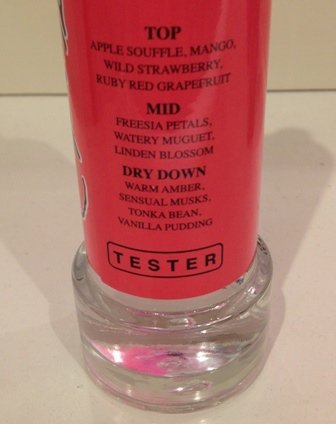 TOP
APPLE SOUFFLE, MANGO,
WILD STRAWBERRY,
RUBY RED GRAPEFRUIT
MID
FREESIA PETALS,
WATERY MUGUET,
LINDEN BLOSSOM
DRY DOWN
WARM AMBER,
SENSUAL MUSKS,
TONKA BEAN,
VANILLA PUDDING
TESTER